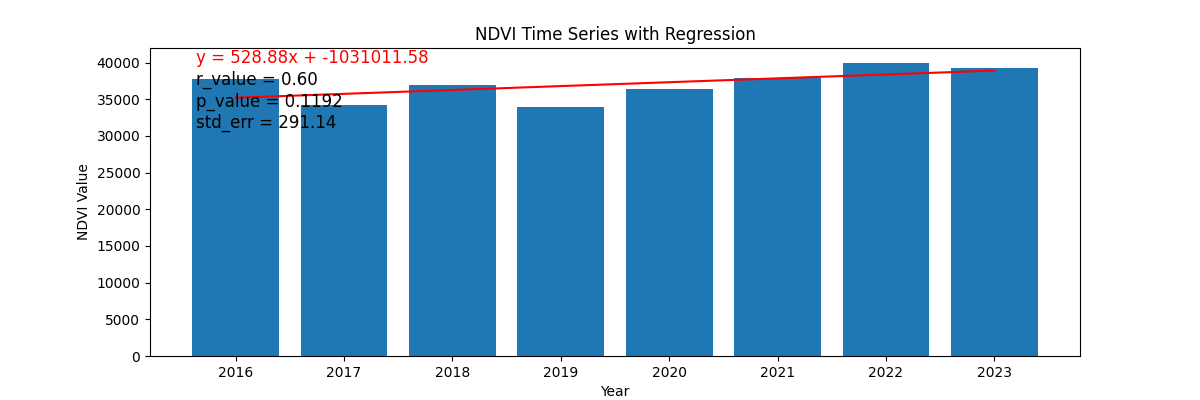 NDVI Time Series with Regression
y = 528.88x + -1031011.58
r_value = 0.60
p_value = 0.1192
std_err = 291.14
NDVI Value
40000
35000
30000
25000
20000
15000
10000
5000
0
2016 2017 2018 2019 2020 2021 2022 2023
Year